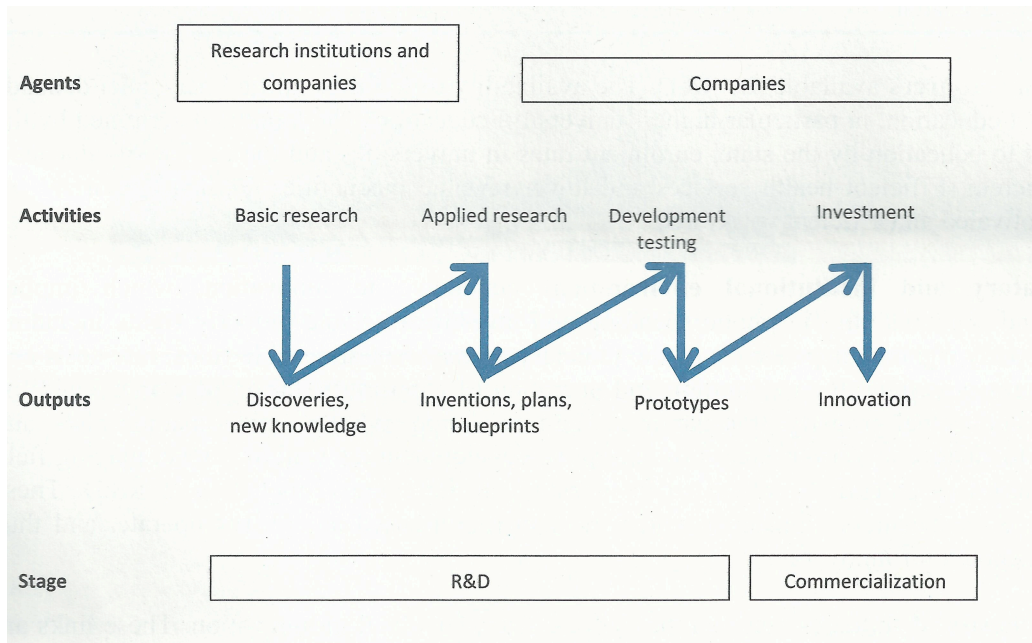 Research institutions and
companies
Agents
Companies
Activities
Basic research
Applied research
Development
testing
Investment
Outputs
Discoveries,
new knowledge
Inventions, plans,
blueprints
Prototypes
Innovation
Stage
R&D
Commercialization